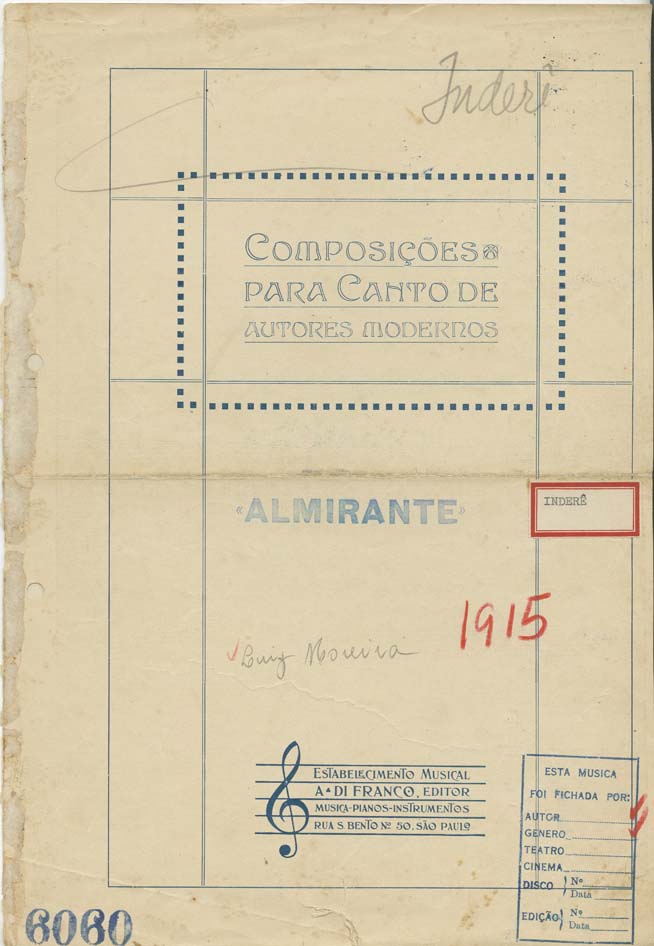 Inderê
COMPOSIÇÕES
PARA CANTO DE
AUTORES MODERNOS
«ALMIRANTE»
INDERÊ
1915
Luiz Moreira
ESTABELECIMENTO MUSICAL
A. DI FRANCO, EDITOR
MUSICA-PIANOS-INSTRUMENTOS
RUA S. BENTO Nº 50, SÃO PAULO
ESTA MUSICA
FOI FICHADA POR:
AUTOR
GENERO
TEATRO
CINEMA
DISCO } Nº
Data
EDIÇÃO } Nº
Data
6060